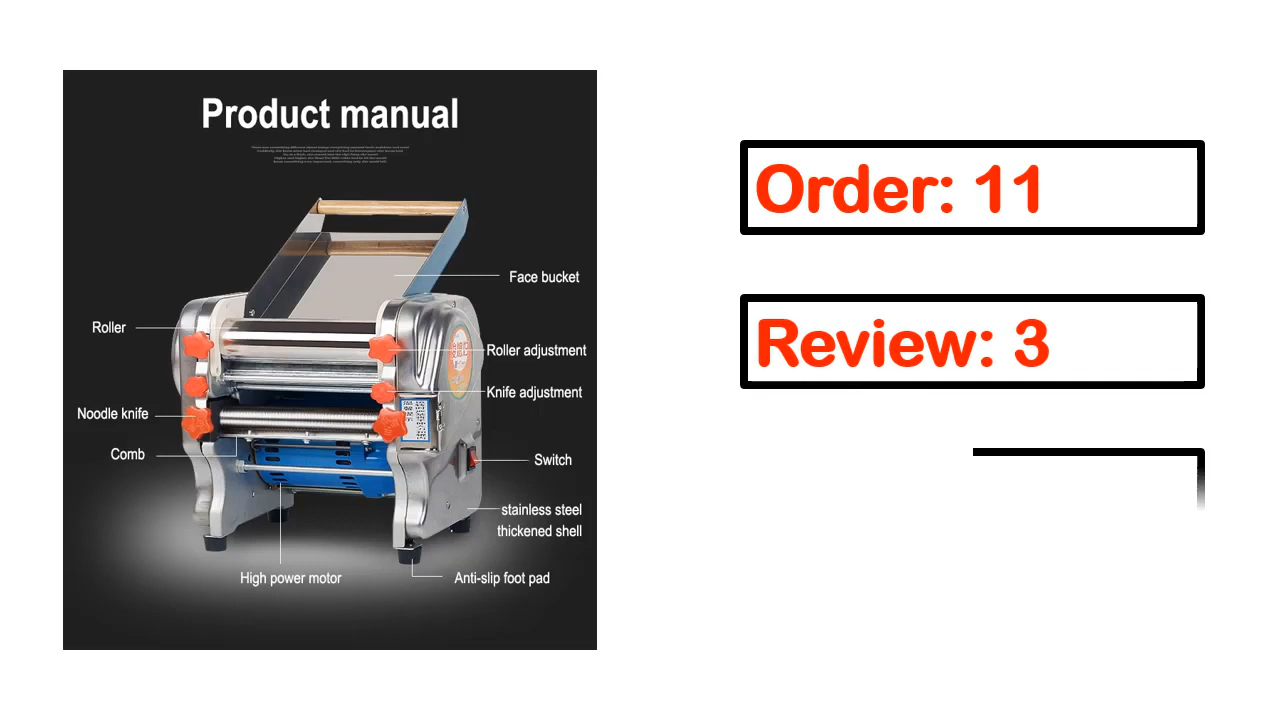 Product manual
Face bucket
Roller
Roller adjustment
Knife adjustment
Noodle knife
Comb
Switch
stainless steel
thickened shell
High power motor
Anti-slip foot pad
Order: 11
Review: 3